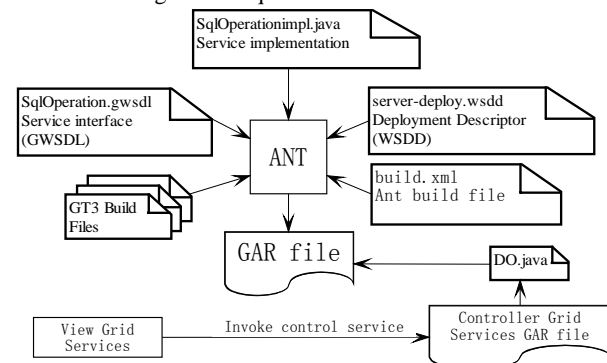 SqlOperationimpl.java
Service implementation
SqlOperation.gwsdl
Service interface
(GWSDL)
server-deploy.wsdd
Deployment Descriptor
(WSDD)
ANT
GT3 Build
Files
build.xml
Ant build file
GAR file
DO.java
View Grid
Services
Invoke control service
Controller Grid
Services GAR file